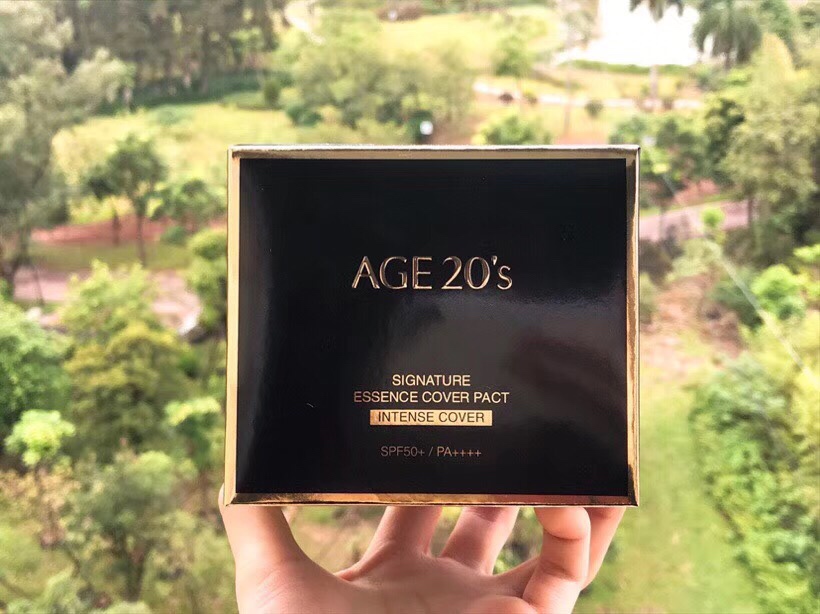 AGE 20's
SIGNATURE
ESSENCE COVER PACT
INTENSE COVER
SPF50+ / PA++++